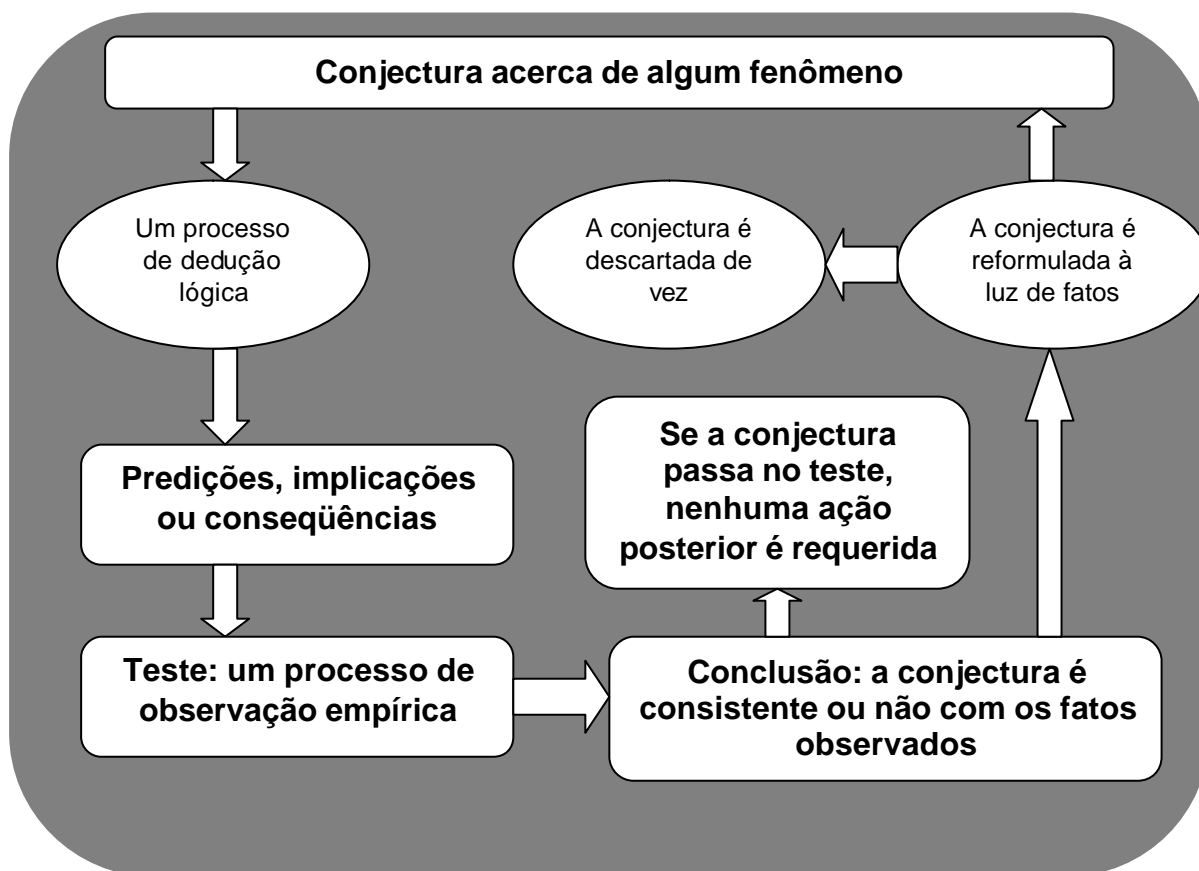 Conjectura acerca de algum fenômeno
Um processo
de dedução
lógica
A conjectura é
descartada de
vez
A conjectura é
reformulada à
luz de fatos
Predições, implicações
ou conseqüências
Se a conjectura
passa no teste,
nenhuma ação
posterior é requerida
Teste: um processo de
observação empírica
Conclusão: a conjectura é
consistente ou não com os fatos
observados